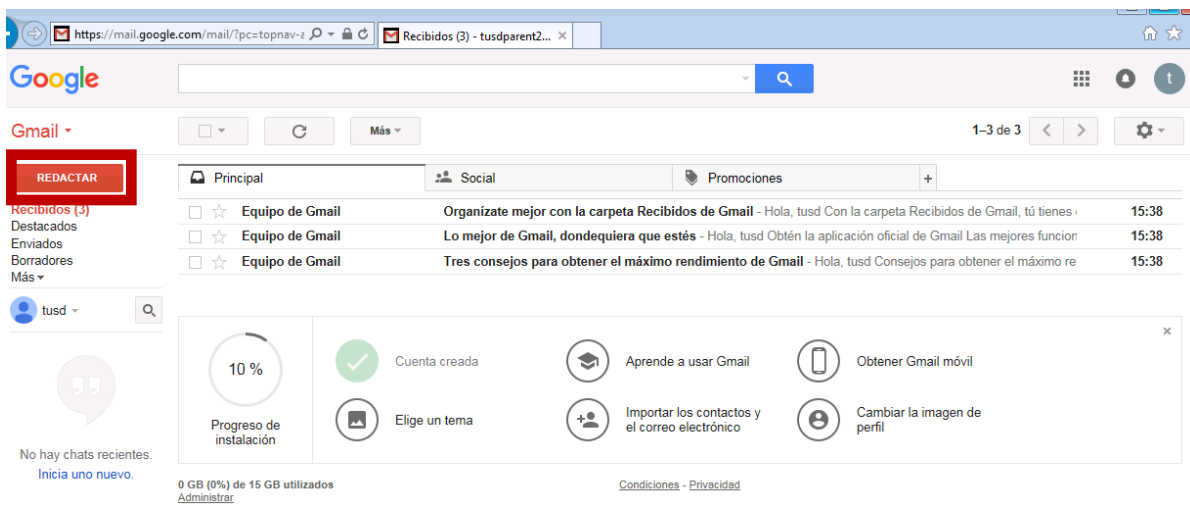 https://mail.google.com/mail/?pc=topnav-a
Recibidos (3) - tusdparent2...
Google
t
Gmail
Más
1–3 de 3
REDACTAR
Recibidos (3)
Destacados
Enviados
Borradores
Más
tusd
No hay chats recientes.
Inicia uno nuevo.
Principal
Social
Promociones
+
Equipo de Gmail
Organízate mejor con la carpeta Recibidos de Gmail - Hola, tusd Con la carpeta Recibidos de Gmail, tú tienes
15:38
Equipo de Gmail
Lo mejor de Gmail, dondequiera que estés - Hola, tusd Obtén la aplicación oficial de Gmail Las mejores funcion
15:38
Equipo de Gmail
Tres consejos para obtener el máximo rendimiento de Gmail - Hola, tusd Consejos para obtener el máximo re
15:38
10 %
Progreso de
instalación
Cuenta creada
Aprende a usar Gmail
Obtener Gmail móvil
Elige un tema
Importar los contactos y
el correo electrónico
Cambiar la imagen de
perfil
0 GB (0%) de 15 GB utilizados
Administrar
Condiciones - Privacidad